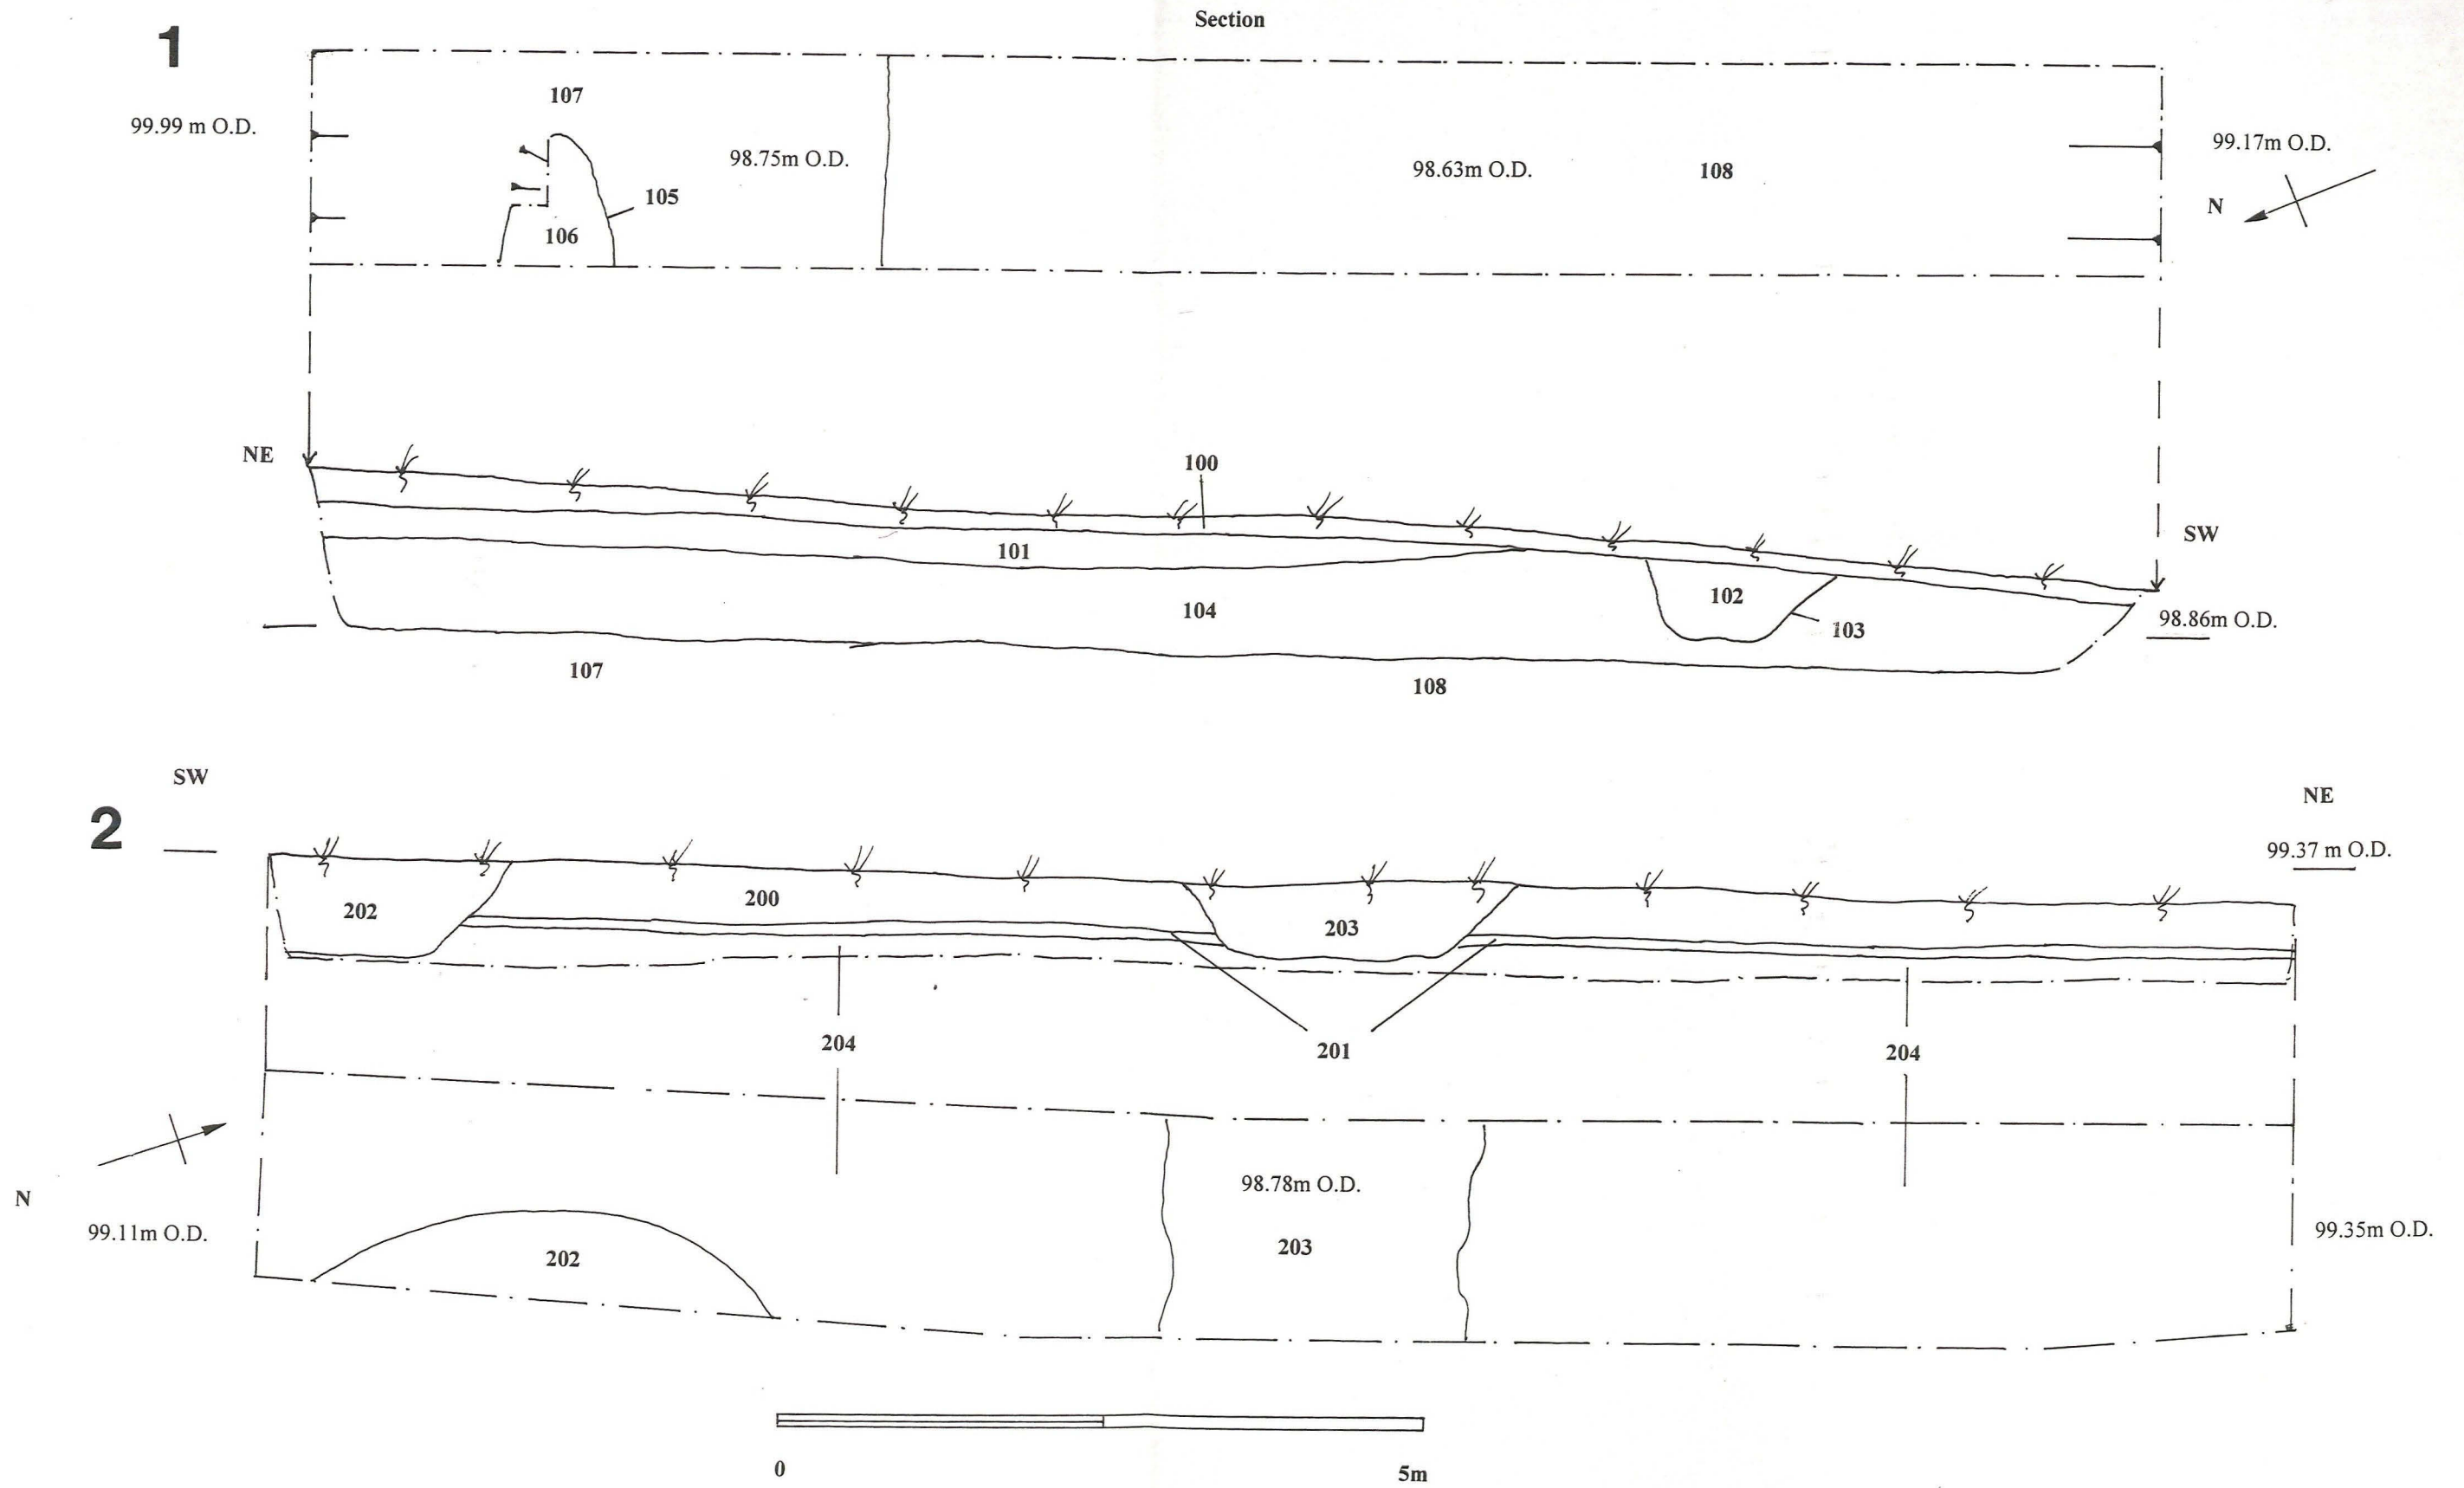 Section
1
107
99.99 m O.D.
98.75m O.D.
99.17m O.D.
98.63m O.D.
108
105
N
106
NE
100
SW
101
102
104
103
98.86m O.D.
107
108
SW
NE
2
99.37 m O.D.
200
202
203
204
201
204
N
98.78m O.D.
99.11m O.D.
99.35m O.D.
203
202
0
5m